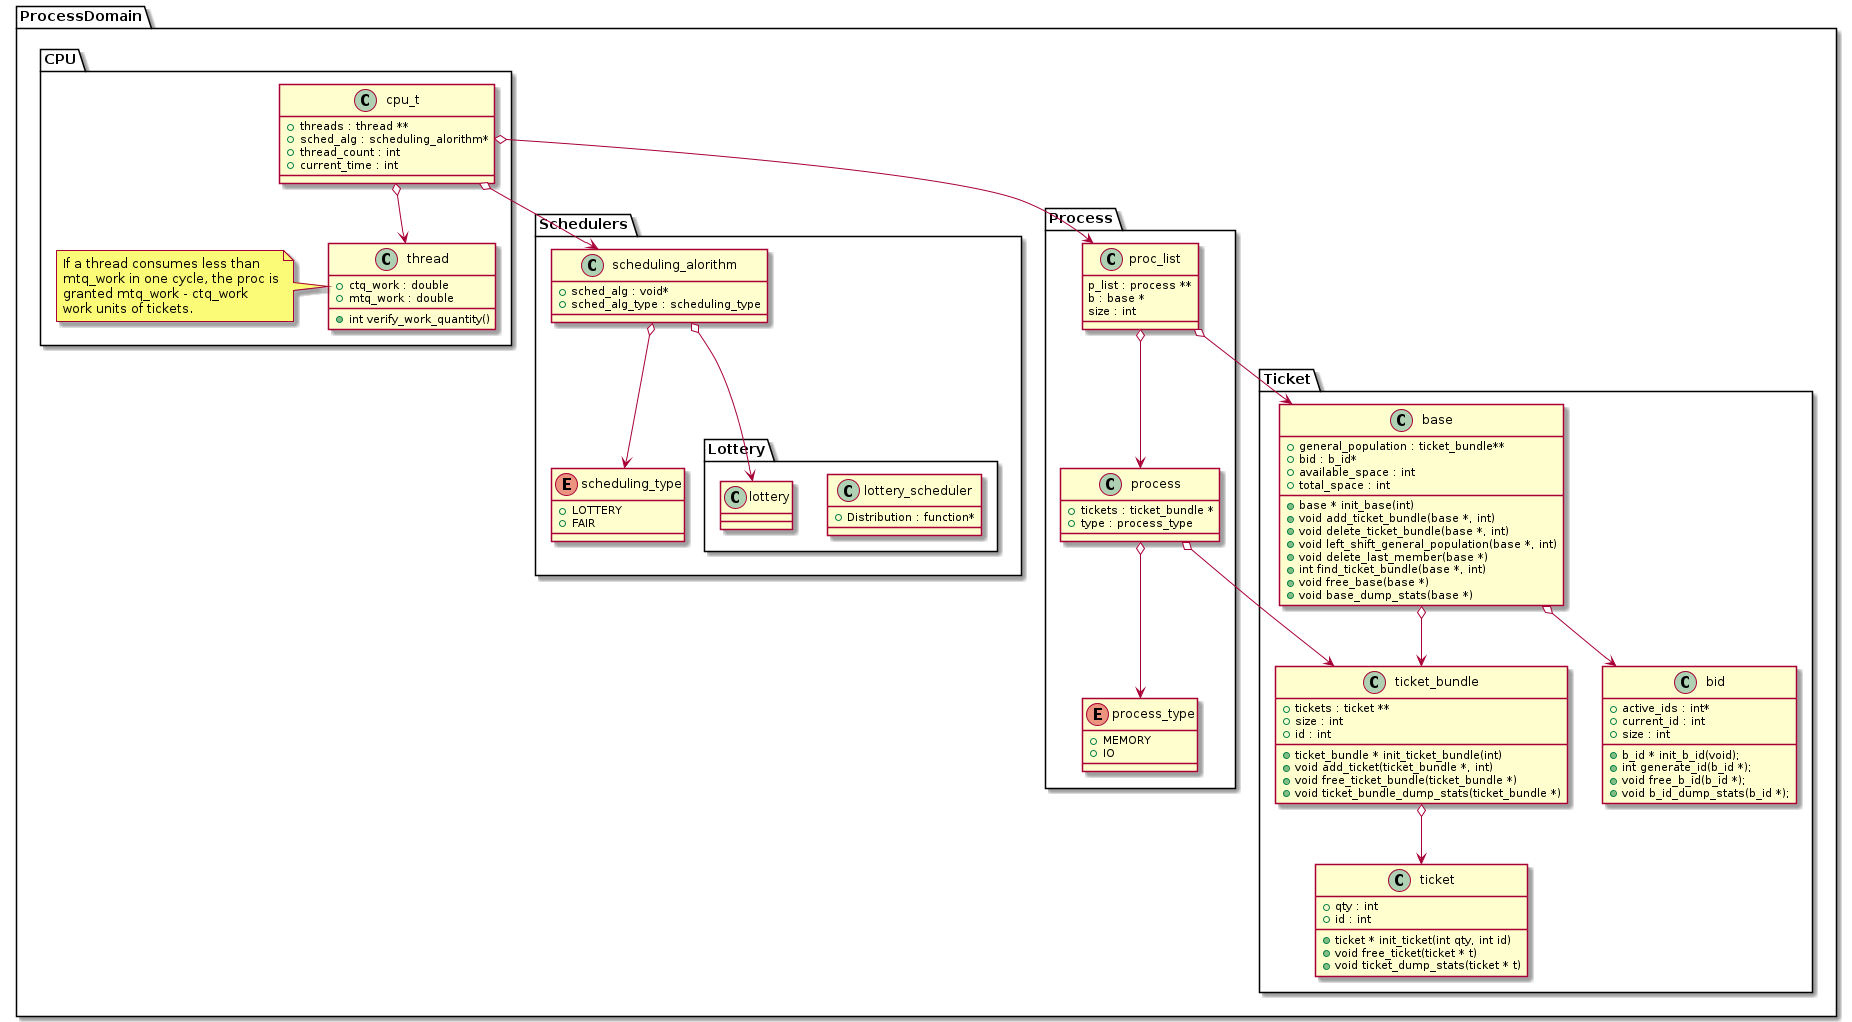 ProcessDomain
CPU
C cpu_t
threads : thread **
sched_alg : scheduling_alorithm*
thread_count : int
current_time : int
If a thread consumes less than
mtq_work in one cycle, the proc is
granted mtq_work - ctq_work
work units of tickets.
C thread
ctq_work : double
mtq_work : double
int verify_work_quantity()
Schedulers
C scheduling_alorithm
sched_alg : void*
sched_alg_type : scheduling_type
E scheduling_type
LOTTERY
FAIR
Lottery
C lottery
C lottery_scheduler
Distribution : function*
Process
C proc_list
p_list : process **
b : base *
size : int
C process
tickets : ticket_bundle *
type : process_type
E process_type
MEMORY
IO
Ticket
C base
general_population : ticket_bundle**
bid : b_id*
available_space : int
total_space : int
base * init_base(int)
void add_ticket_bundle(base *, int)
void delete_ticket_bundle(base *, int)
void left_shift_general_population(base *, int)
void delete_last_member(base *)
int find_ticket_bundle(base *, int)
void free_base(base *)
void base_dump_stats(base *)
C ticket_bundle
tickets : ticket **
size : int
id : int
ticket_bundle * init_ticket_bundle(int)
void add_ticket(ticket_bundle *, int)
void free_ticket_bundle(ticket_bundle *)
void ticket_bundle_dump_stats(ticket_bundle *)
C bid
active_ids : int*
current_id : int
size : int
b_id * init_b_id(void);
int generate_id(b_id *);
void free_b_id(b_id *);
void b_id_dump_stats(b_id *);
C ticket
qty : int
id : int
ticket * init_ticket(int qty, int id)
void free_ticket(ticket * t)
void ticket_dump_stats(ticket * t)